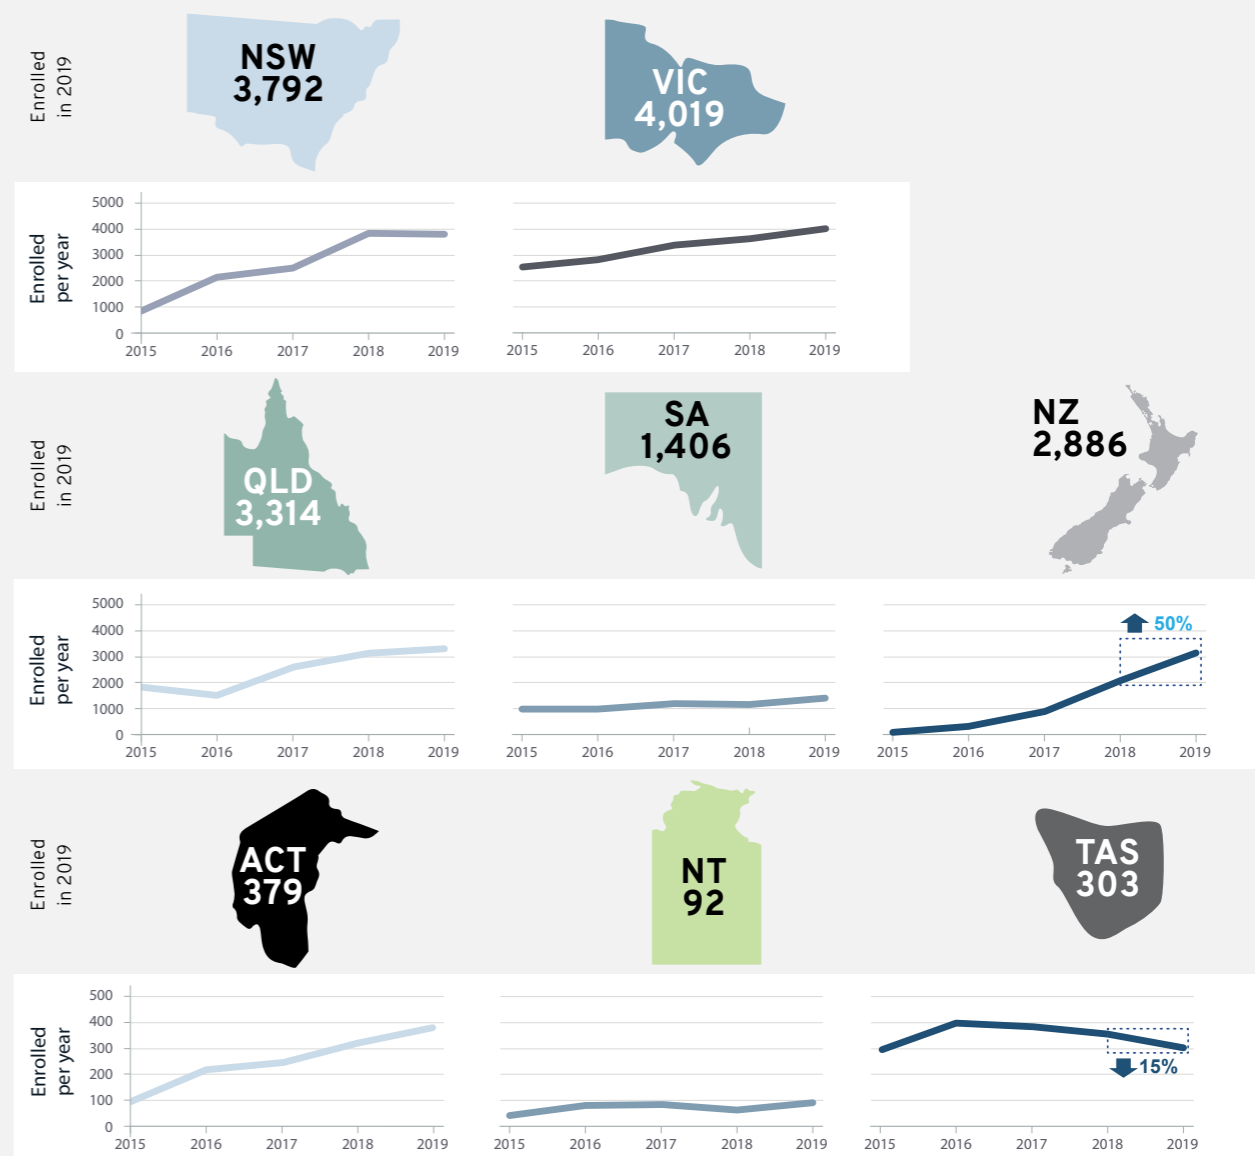 Enrolled
in 2019
NSW
3,792
VIC
4,019
Enrolled
per year
5000
4000
3000
2000
1000
0
2015 2016 2017 2018 2019
2015 2016 2017 2018 2019
Enrolled
in 2019
QLD
3,314
SA
1,406
NZ
2,886
Enrolled
per year
5000
4000
3000
2000
1000
0
2015 2016 2017 2018 2019
2015 2016 2017 2018 2019
50%
2015 2016 2017 2018 2019
Enrolled
in 2019
ACT
379
NT
92
TAS
303
Enrolled
per year
500
400
300
200
100
0
2015 2016 2017 2018 2019
2015 2016 2017 2018 2019
15%
2015 2016 2017 2018 2019